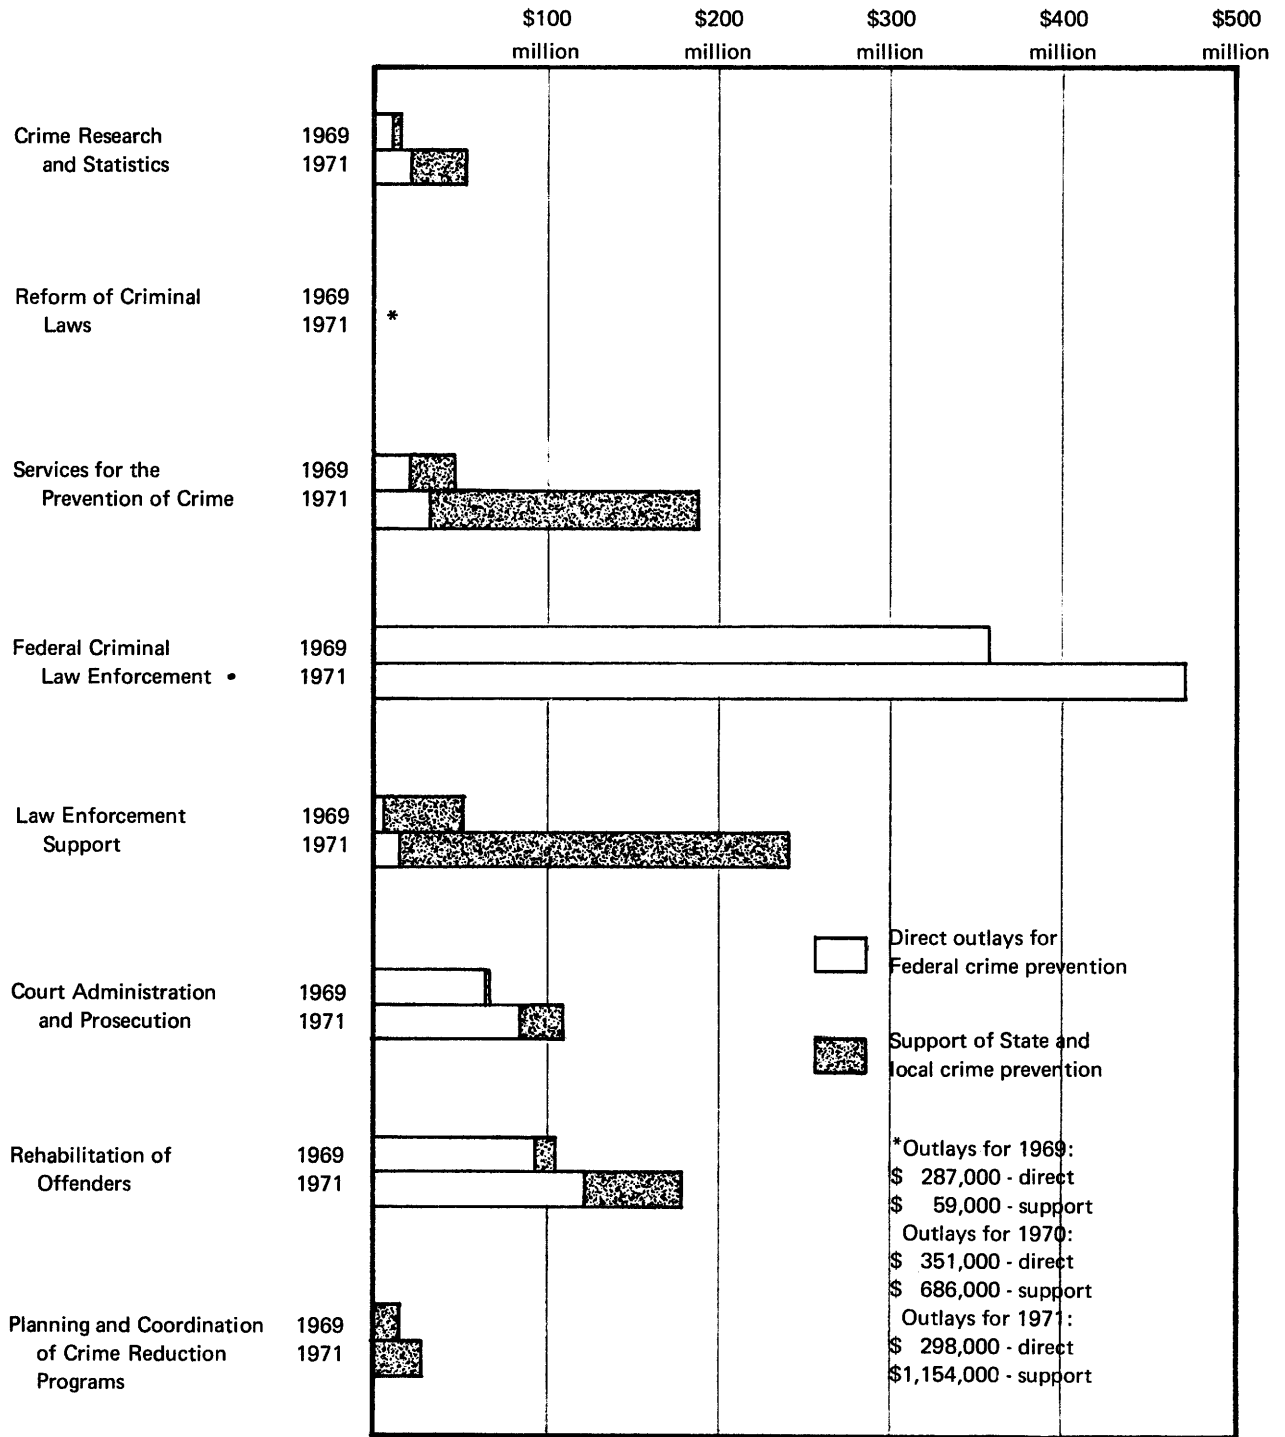 $100 $200 $300 $400 $500
million million million million million
Crime Research 1969
and Statistics 1971
Reform of Criminal 1969
Laws 1971 *
Services for the 1969
Prevention of Crime 1971
Federal Criminal 1969
Law Enforcement • 1971
Law Enforcement 1969
Support 1971
Direct outlays for
Federal crime prevention
Court Administration 1969
and Prosecution 1971
Support of State and
local crime prevention
Rehabilitation of 1969
Offenders 1971
*Outlays for 1969:
$ 287,000 - direct
$ 59,000 - support
Outlays for 1970:
$ 351,000 - direct
$ 686,000 - support
Outlays for 1971:
$ 298,000 - direct
$1,154,000 - support
Planning and Coordination 1969
of Crime Reduction 1971
Programs